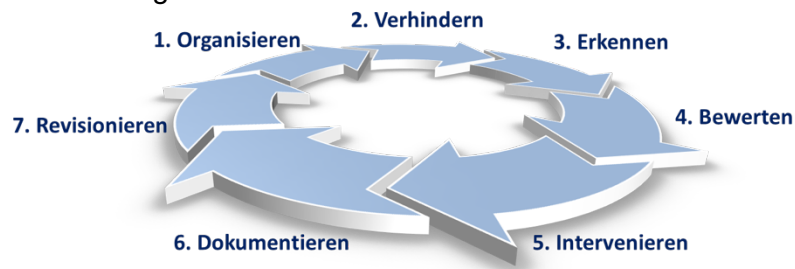 1. Organisieren
2. Verhindern
3. Erkennen
4. Bewerten
5. Intervenieren
6. Dokumentieren
7. Revisionieren